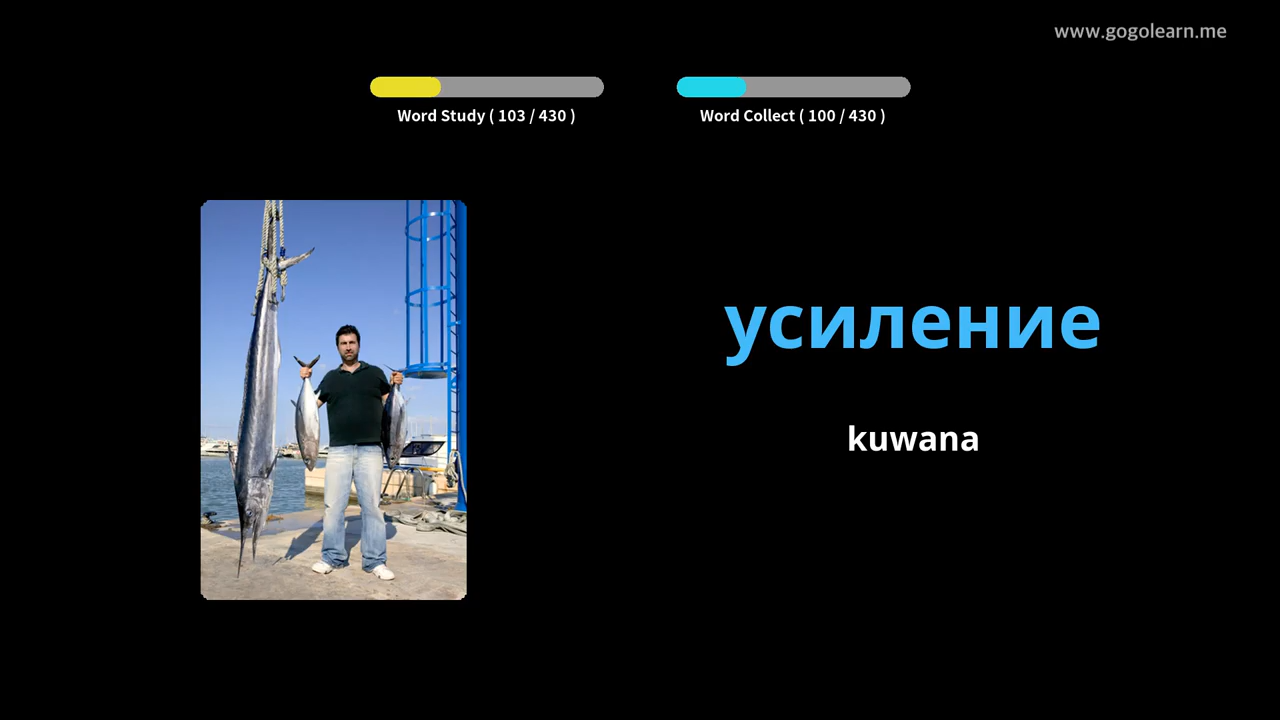 www.gogolearn.me
Word Study ( 103 / 430 )
Word Collect ( 100 / 430 )
усиление
kuwana